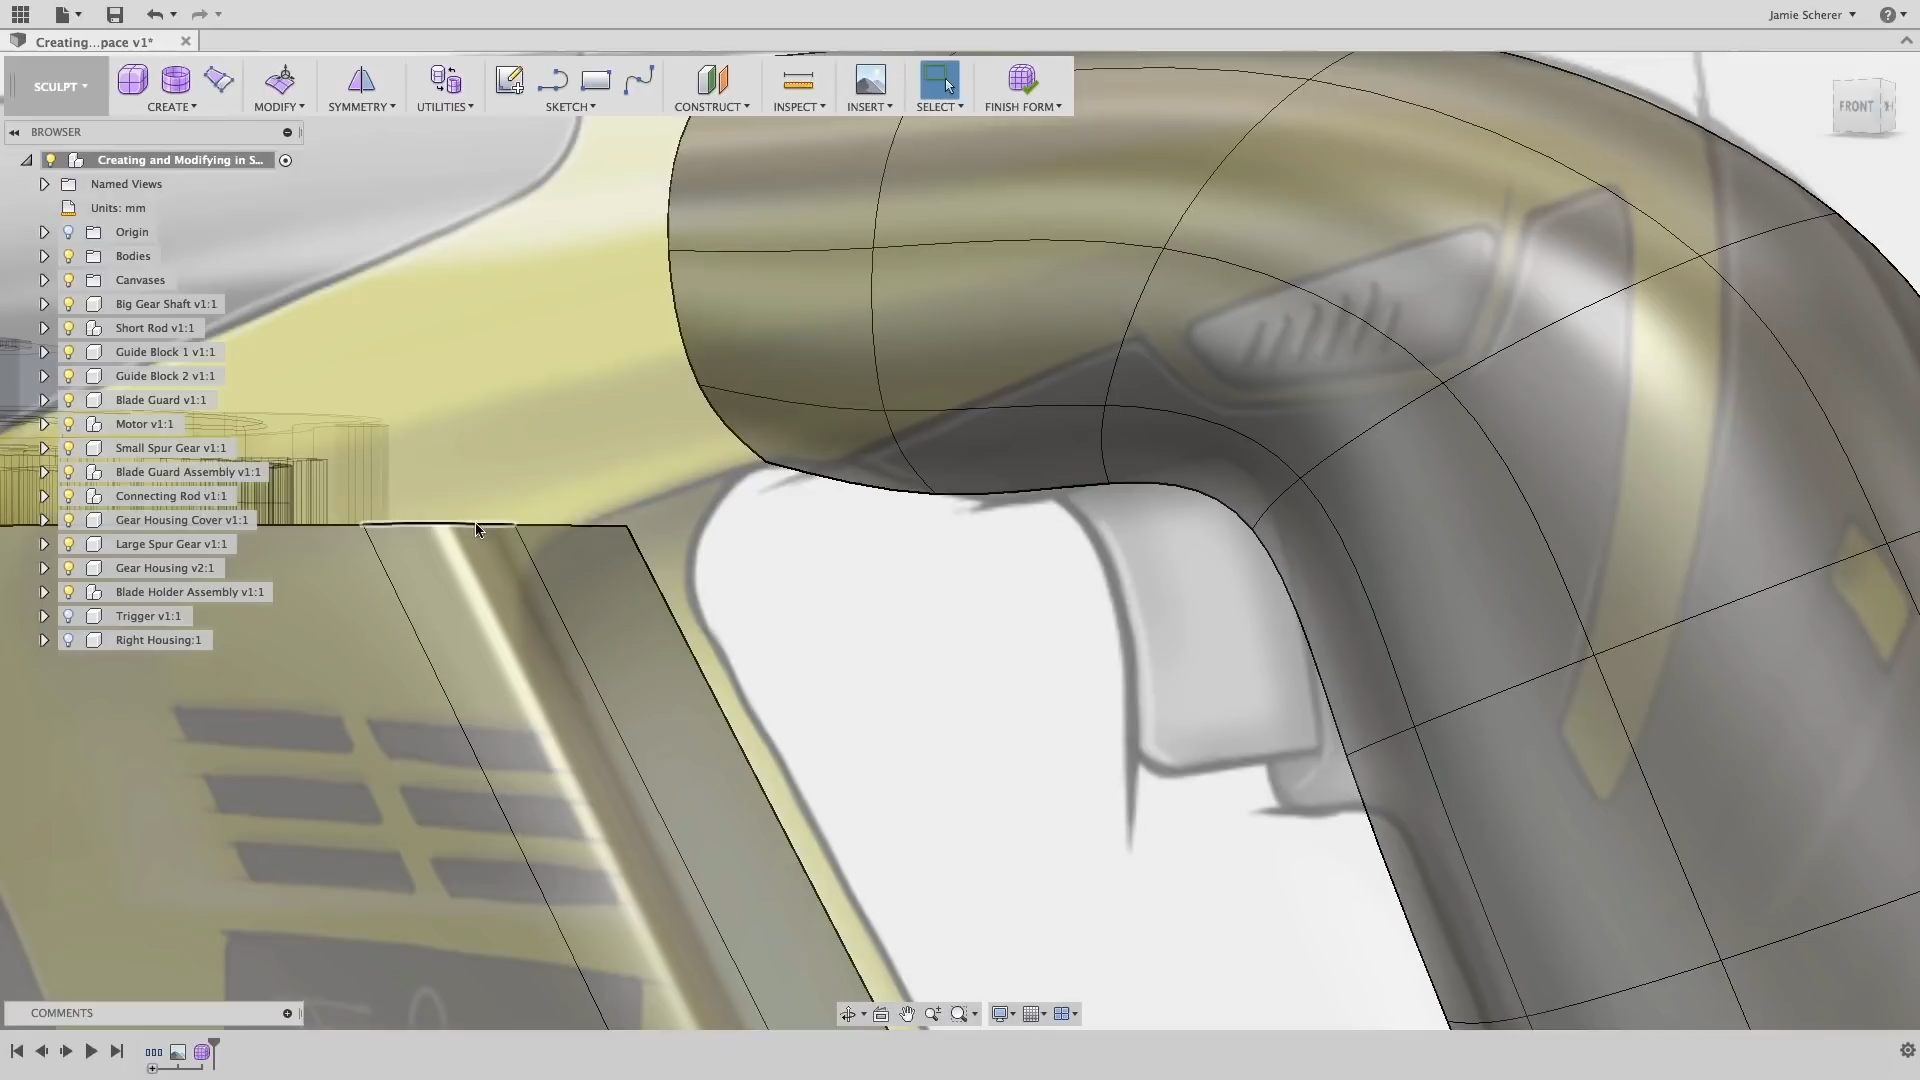 Jamie Scherer
Creating...pace v1*
SCULPT
CREATE
MODIFY
SYMMETRY
UTILITIES
SKETCH
CONSTRUCT
INSPECT
INSERT
SELECT
FINISH FORM
FRONT
BROWSER
Creating and Modifying in S...
Named Views
Units: mm
Origin
Bodies
Canvases
Big Gear Shaft v1:1
Short Rod v1:1
Guide Block 1 v1:1
Guide Block 2 v1:1
Blade Guard v1:1
Motor v1:1
Small Spur Gear v1:1
Blade Guard Assembly v1:1
Connecting Rod v1:1
Gear Housing Cover v1:1
Large Spur Gear v1:1
Gear Housing v2:1
Blade Holder Assembly v1:1
Trigger v1:1
Right Housing:1
COMMENTS